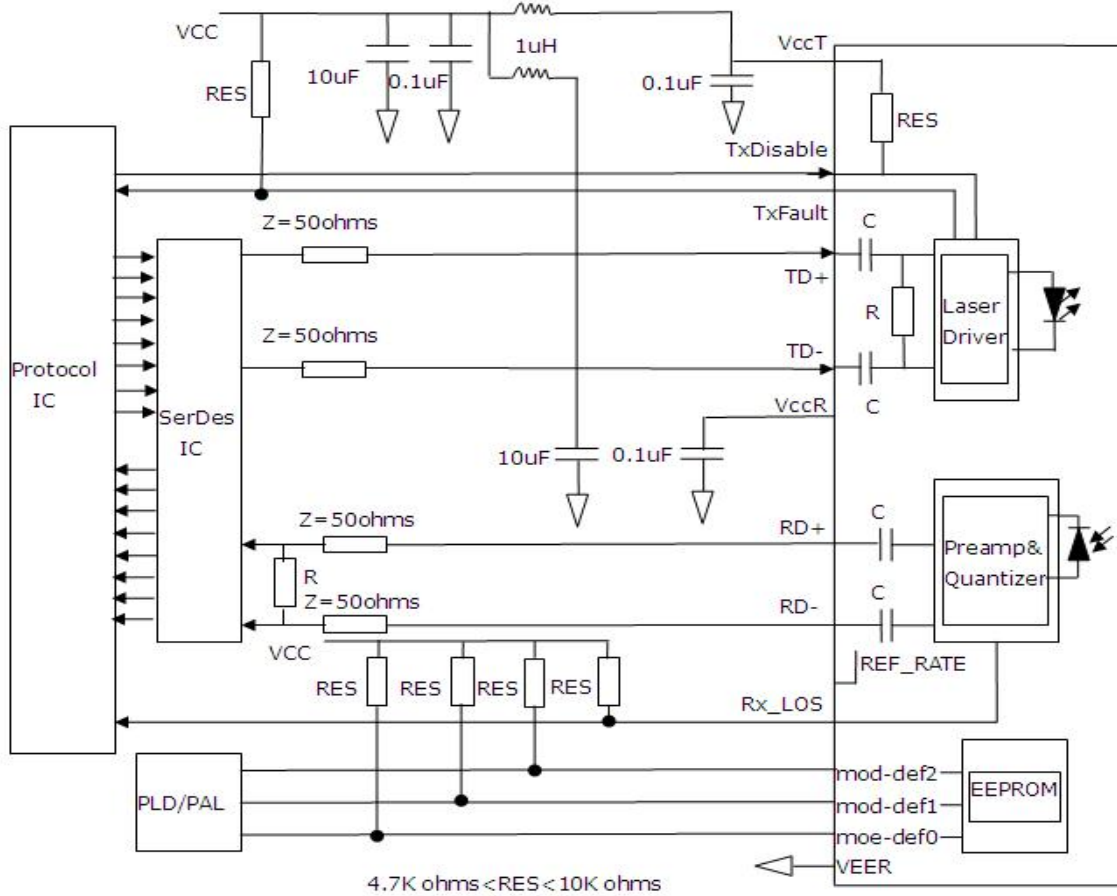 VCC
1uH
VccT
10uF
0.1uF
0.1uF
RES
RES
TxDisable
TxFault
Z=50ohms
C
TD+
R
Laser
Driver
Z=50ohms
TD-
C
Protocol
IC
SerDes
IC
VccR
10uF
0.1uF
Z=50ohms
RD+
C
Preamp&
Quantizer
R
Z=50ohms
RD-
C
VCC
REF_RATE
RES
RES
RES
RES
Rx_LOS
PLD/PAL
mod-def2
mod-def1
moe-def0
EEPROM
VEER
4.7K ohms<RES<10K ohms